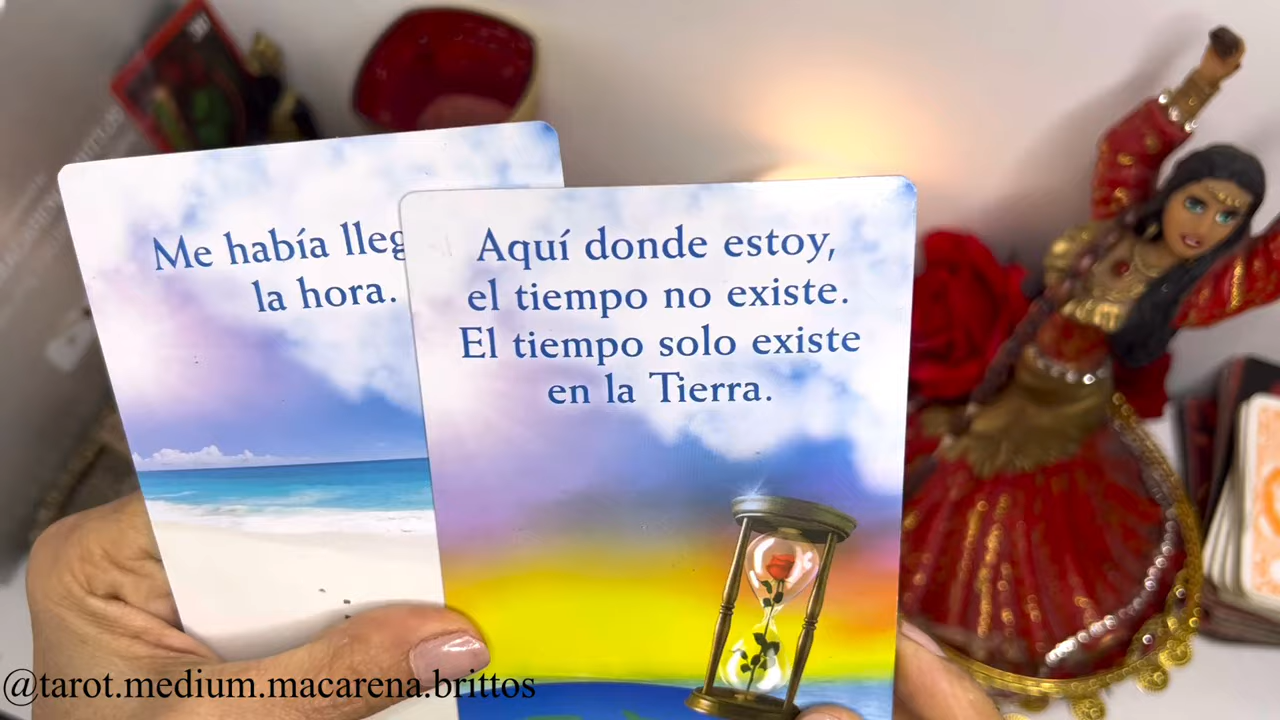 Me había lleg
la hora.
Aquí donde estoy,
el tiempo no existe.
El tiempo solo existe
en la Tierra.
@tarot.medium.macarena.brittos